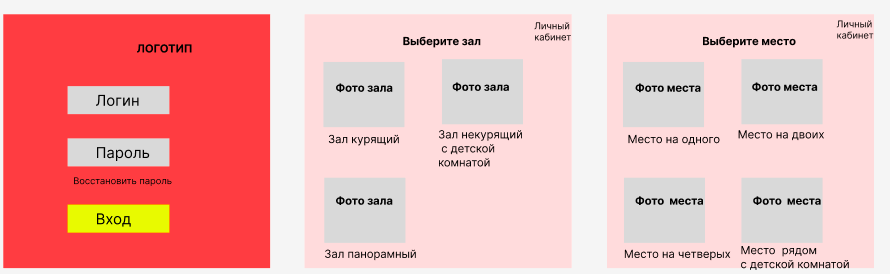 ЛОГОТИП
Логин
Пароль
Восстановить пароль
Вход
Личный
кабинет
Выберите зал
Фото зала
Фото зала
Зал курящий
Зал некурящий
с детской
комнатой
Фото зала
Зал панорамный
Личный
кабинет
Выберите место
Фото места
Фото места
Место на одного
Место на двоих
Фото места
Фото места
Место на четверых
Место рядом
с детской комнатой